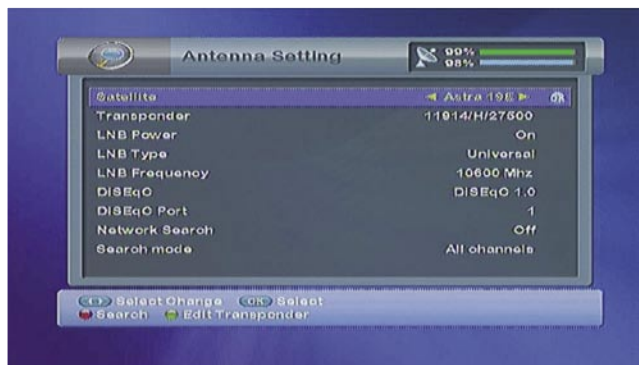 Antenna Setting
99%
98%
Satellite Astra 19E
Transponder 11914/H/27500
LNB Power On
LNB Type Universal
LNB Frequency 10600 Mhz
DiSEqC DiSEqC 1.0
DiSEqC Port 1
Network Search Off
Search mode All channels
Select Change OK Select
Search Edit Transponder